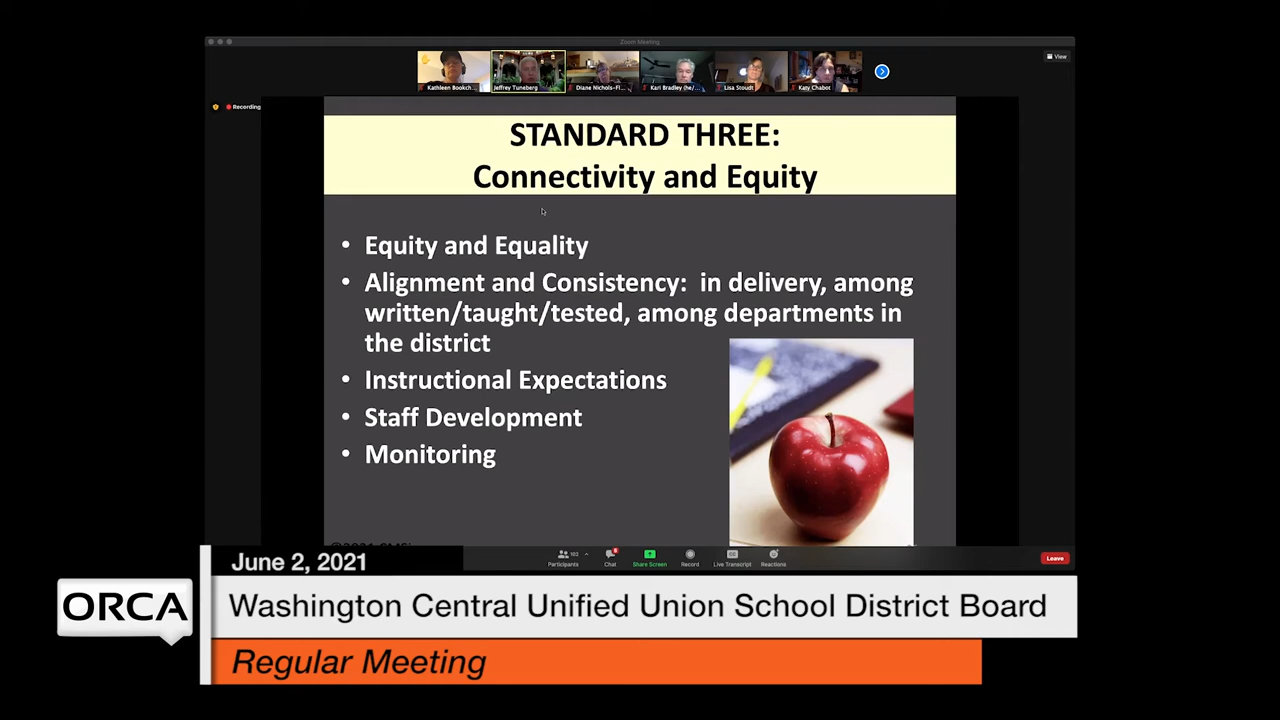 Zoom Meeting
View
Kathleen Bookch...
Jeffrey Tuneberg
Diane Nichols-Fl...
Kari Bradley (he/...
Lisa Stoudt
Katy Chabot
Recording
STANDARD THREE:
Connectivity and Equity
• Equity and Equality
• Alignment and Consistency: in delivery, among
written/taught/tested, among departments in
the district
• Instructional Expectations
• Staff Development
• Monitoring
Participants
Chat
Share Screen
Record
Live Transcript
Reactions
Leave
June 2, 2021
ORCA
Washington Central Unified Union School District Board
Regular Meeting